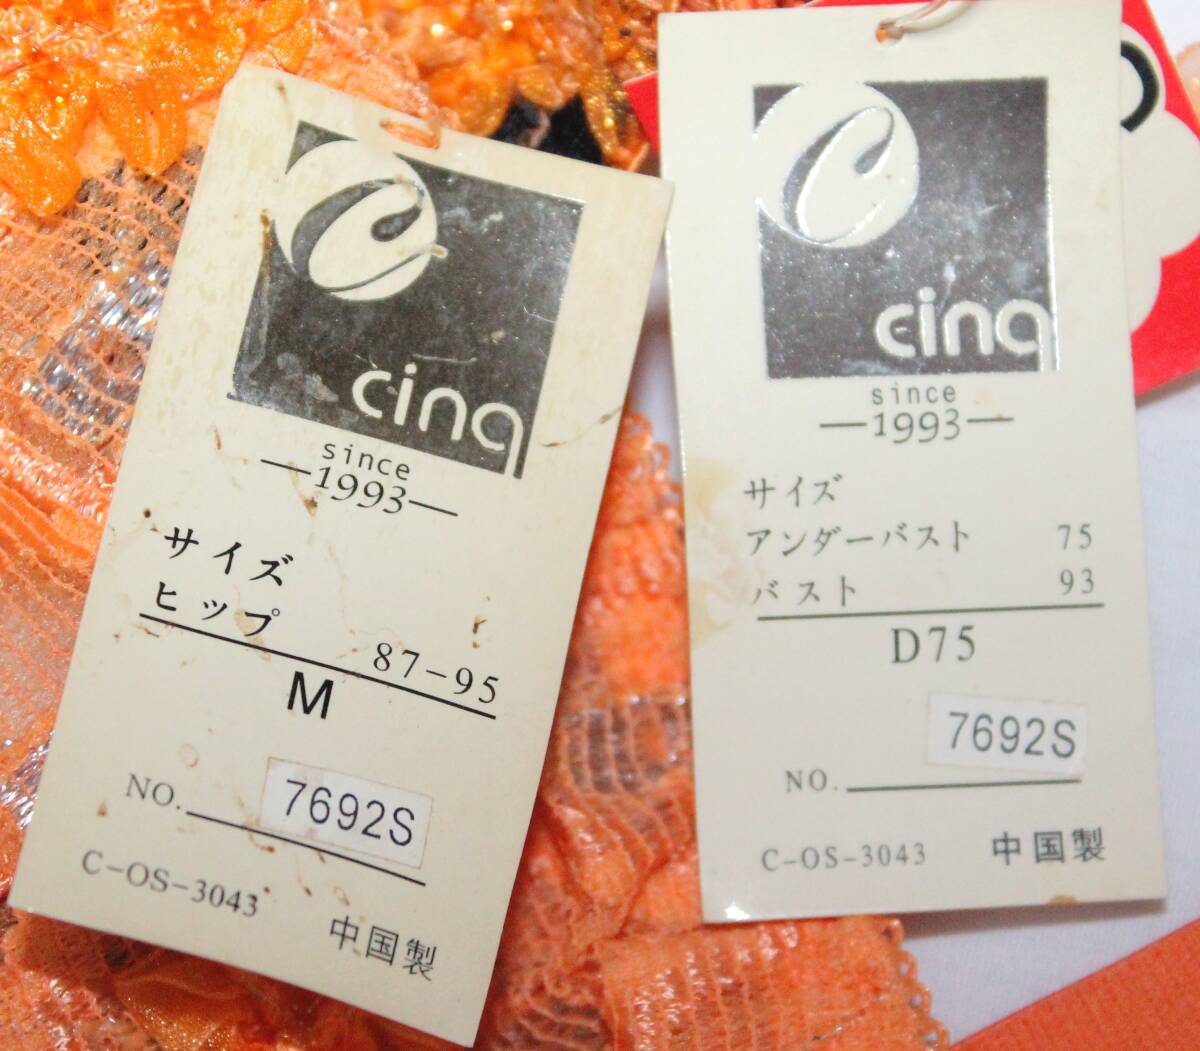 C
cinq
since
—1993—
サイズ
ヒップ 87-95
M
NO. 7692S
C-OS-3043 中国製
C
cinq
since
—1993—
サイズ
アンダーバスト 75
バスト 93
D75
7692S
NO.
C-OS-3043 中国製